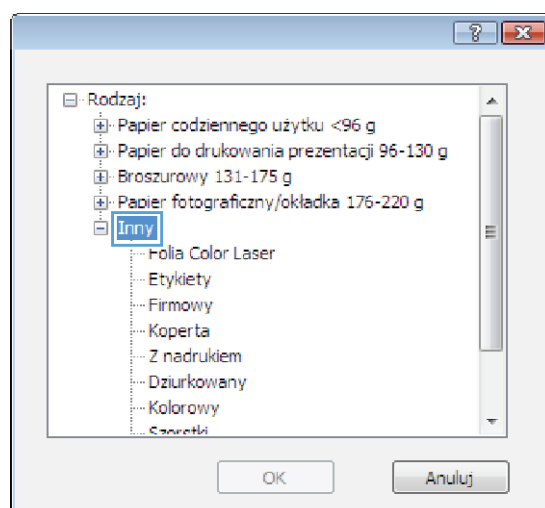 Rodzaj:
Papier codziennego użytku <96 g
Papier do drukowania prezentacji 96-130 g
Broszurowy 131-175 g
Papier fotograficzny/okładka 176-220 g
Inny
Folia Color Laser
Etykiety
Firmowy
Koperta
Z nadrukiem
Dziurkowany
Kolorowy
Szorstki
OK Anuluj